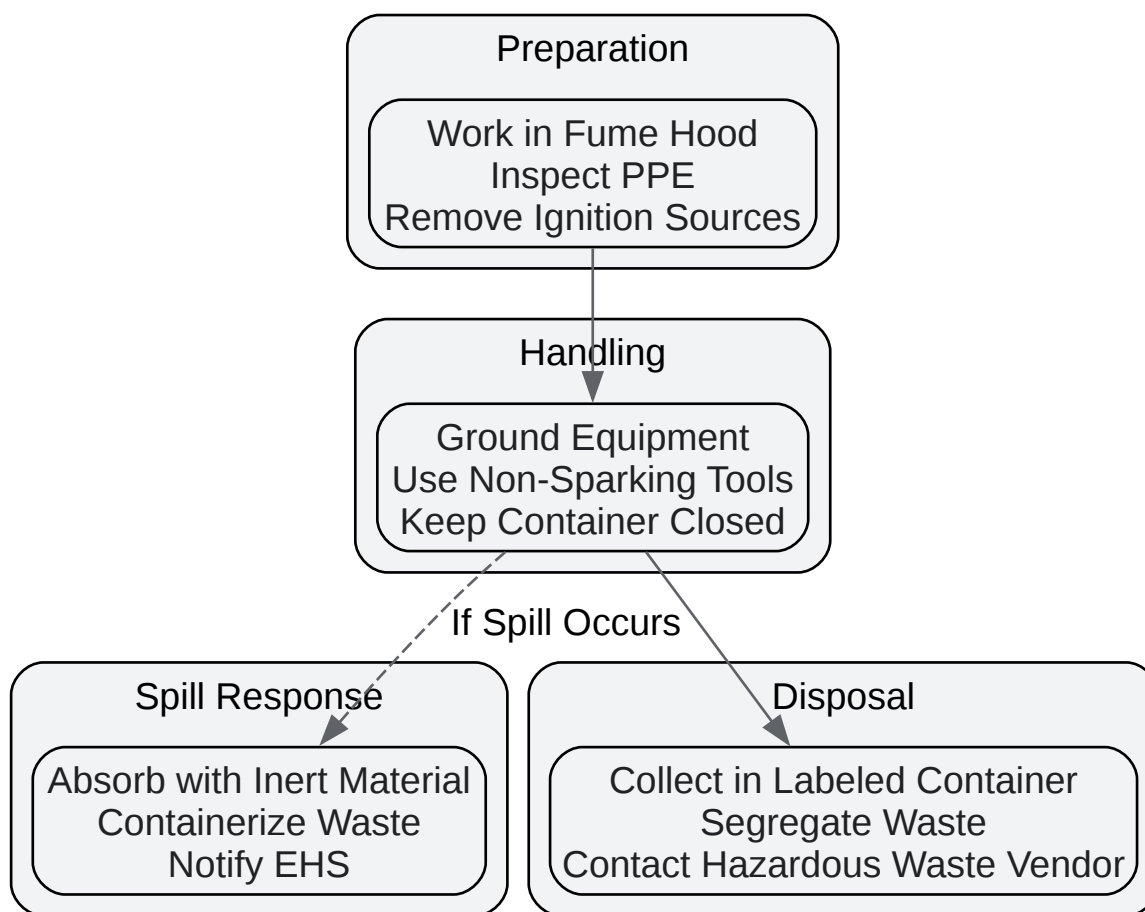 Preparation
Work in Fume Hood
Inspect PPE
Remove Ignition Sources
Handling
Ground Equipment
Use Non-Sparking Tools
Keep Container Closed
If Spill Occurs
Spill Response
Absorb with Inert Material
Containerize Waste
Notify EHS
Disposal
Collect in Labeled Container
Segregate Waste
Contact Hazardous Waste Vendor